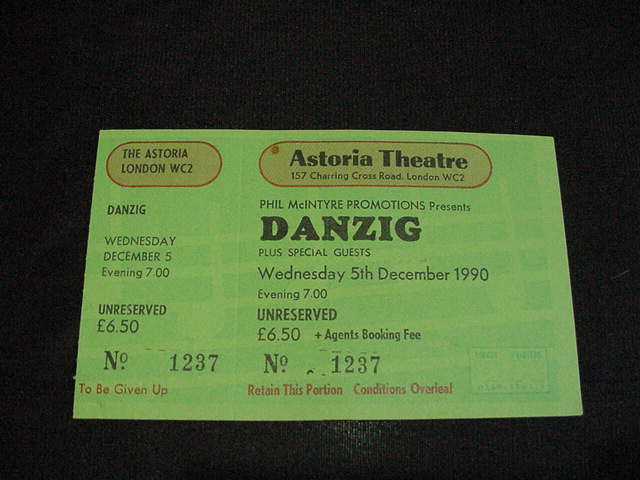 THE ASTORIA
LONDON WC2
DANZIG
WEDNESDAY
DECEMBER 5
Evening 7.00
UNRESERVED
£6.50
Nº 1237
To Be Given Up
Astoria Theatre
157 Charring Cross Road. London WC2
PHIL McINTYRE PROMOTIONS Presents
DANZIG
PLUS SPECIAL GUESTS
Wednesday 5th December 1990
Evening 7.00
UNRESERVED
£6.50 + Agents Booking Fee
Nº 1237
Retain This Portion Conditions Overleaf